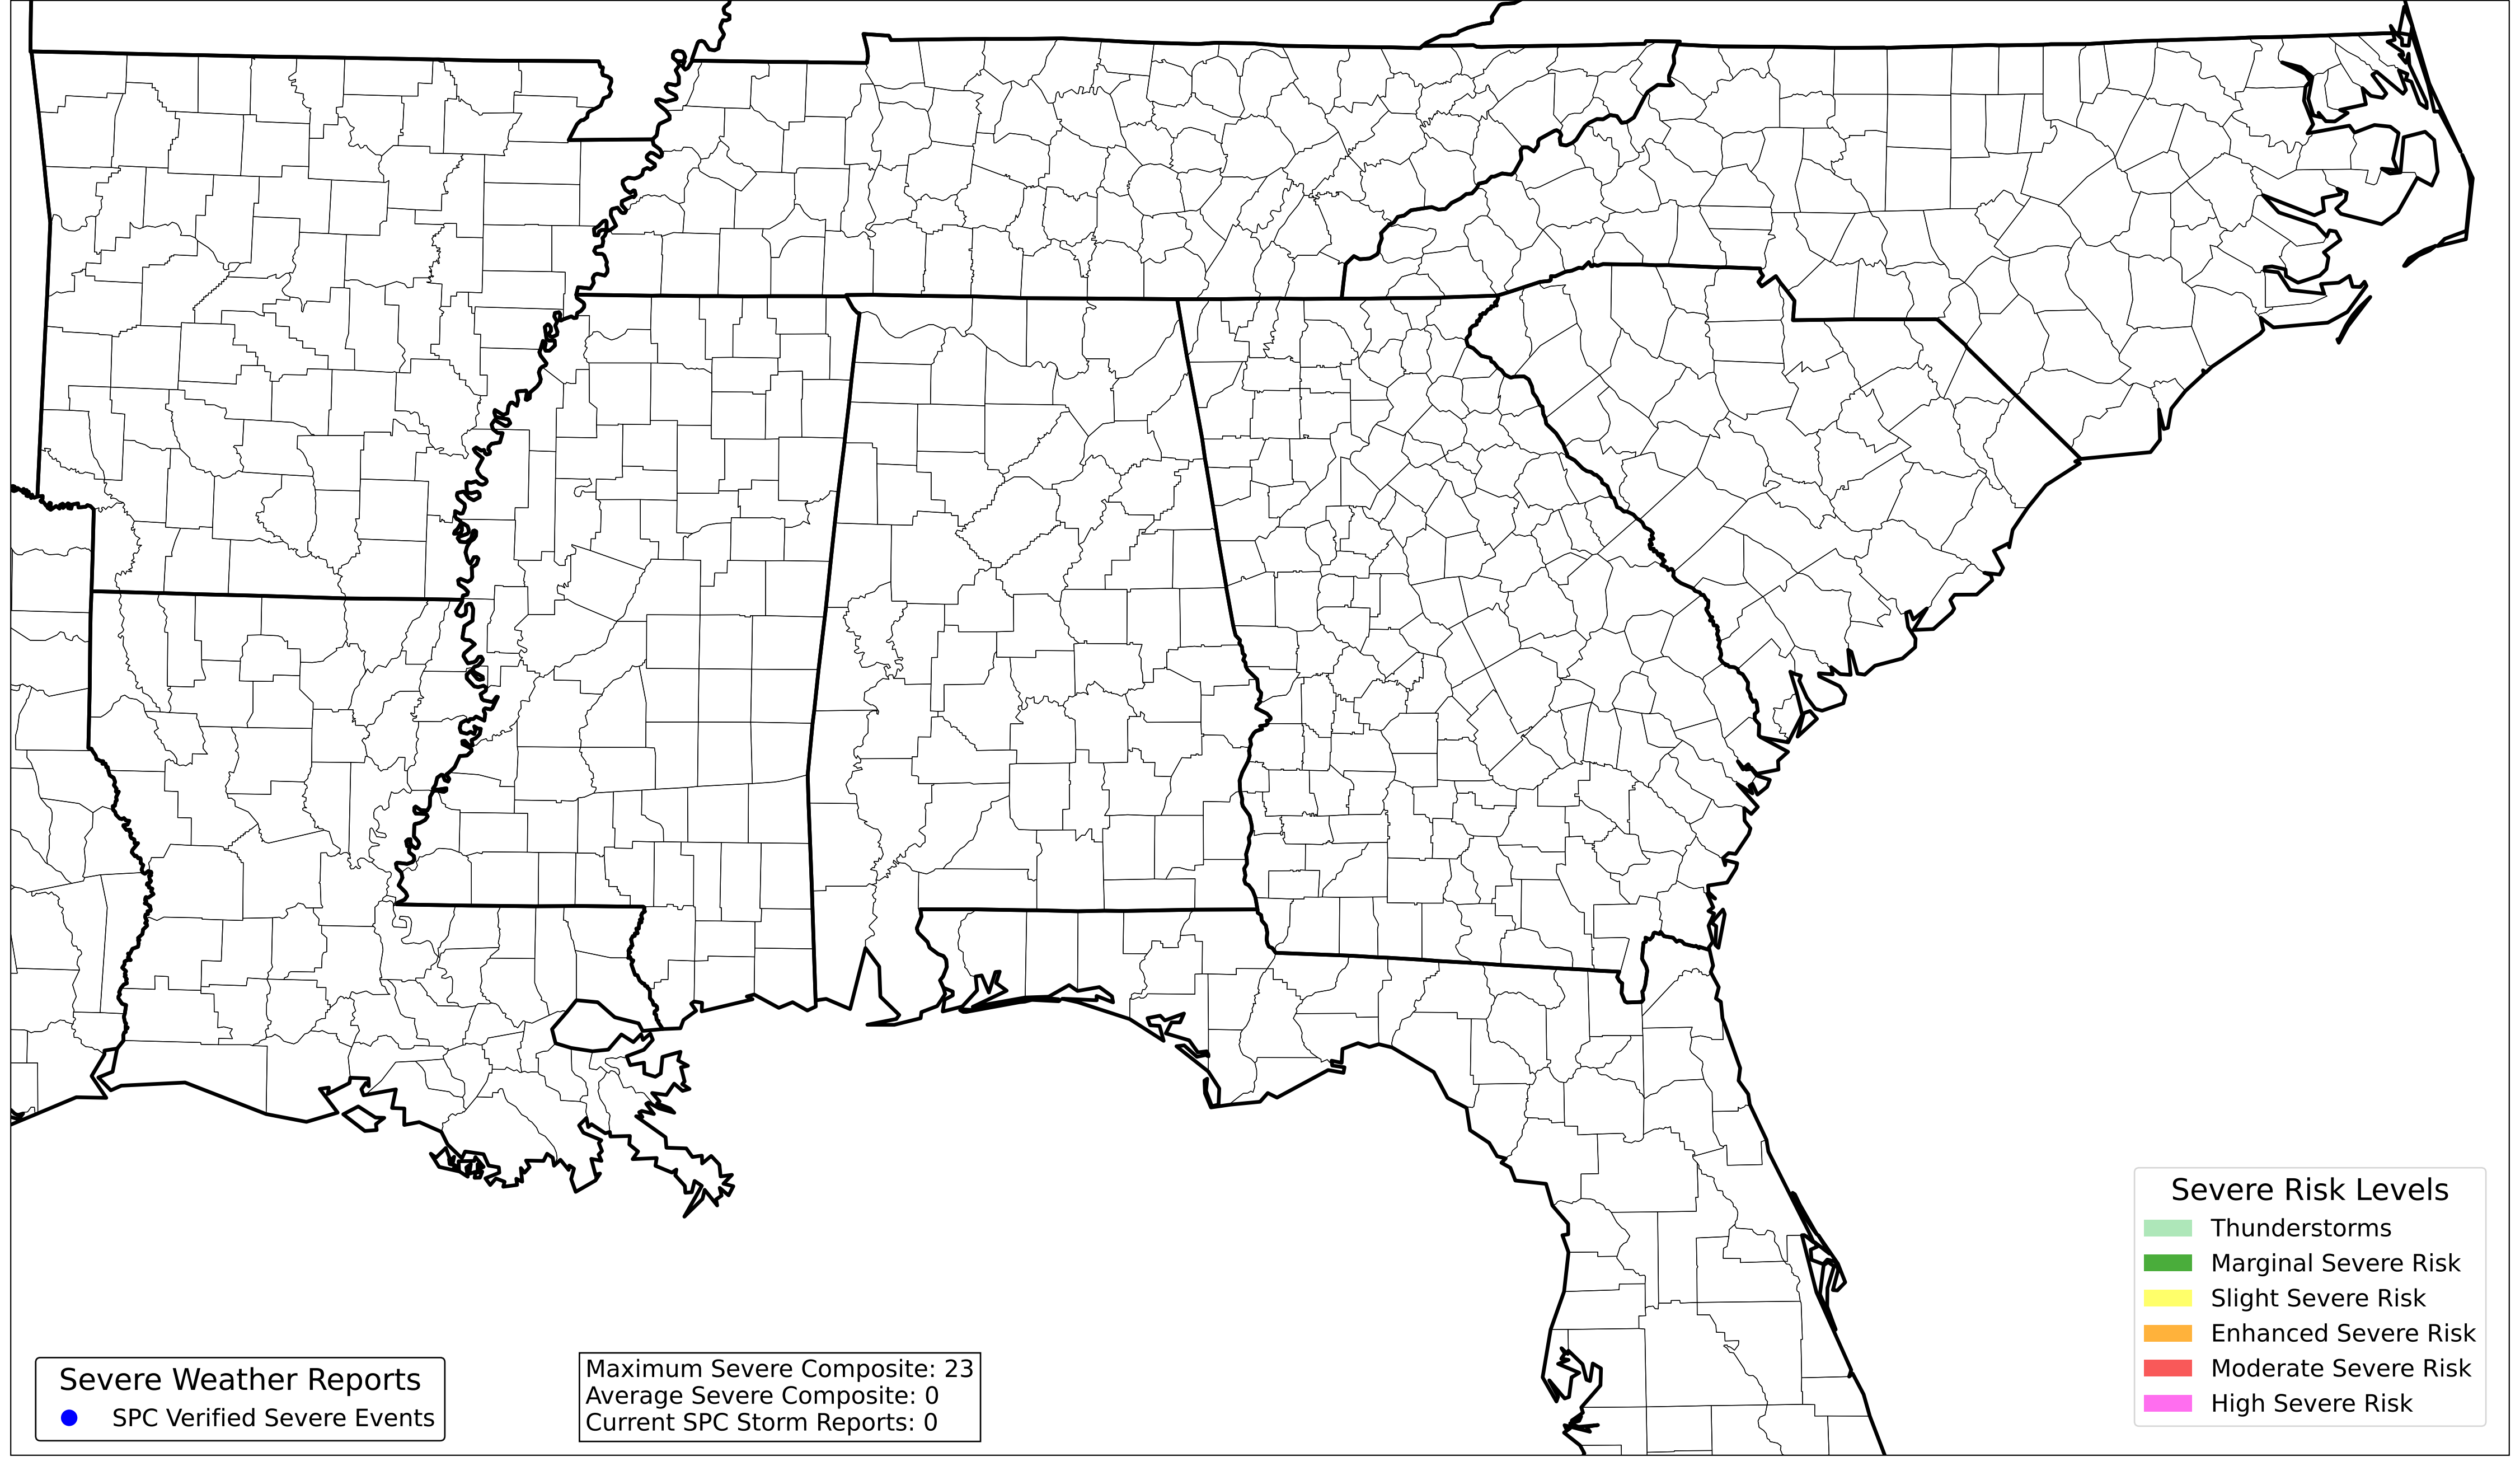 Severe Risk Levels
Thunderstorms
Marginal Severe Risk
Slight Severe Risk
Enhanced Severe Risk
Moderate Severe Risk
High Severe Risk
Severe Weather Reports
SPC Verified Severe Events
Maximum Severe Composite: 23
Average Severe Composite: 0
Current SPC Storm Reports: 0